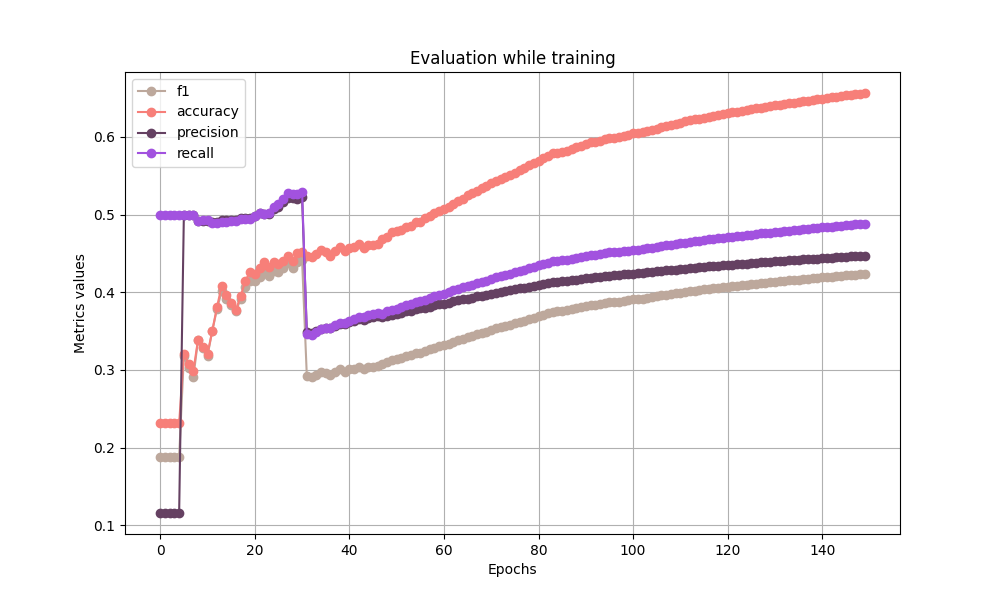 Evaluation while training
f1
accuracy
precision
recall
Metrics values
0.6
0.5
0.4
0.3
0.2
0.1
0 20 40 60 80 100 120 140
Epochs